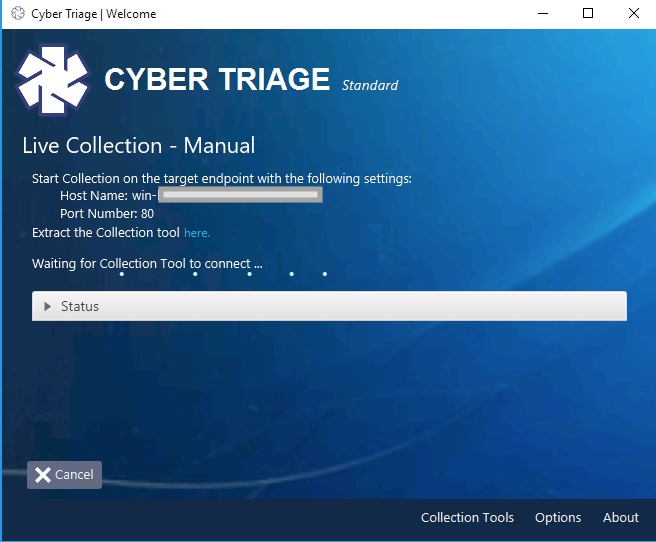 Cyber Triage | Welcome
CYBER TRIAGE Standard
Live Collection - Manual
Start Collection on the target endpoint with the following settings:
Host Name: win-
Port Number: 80
Extract the Collection tool here.
Waiting for Collection Tool to connect ...
Status
Cancel
Collection Tools Options About